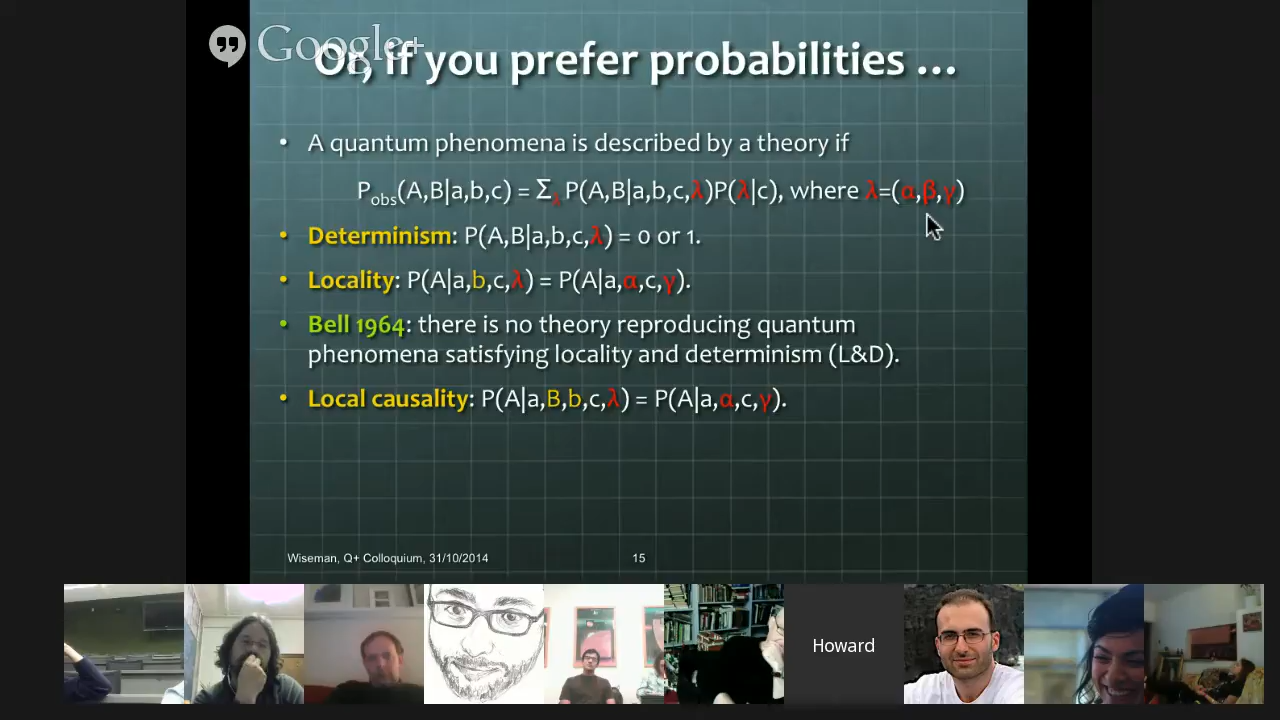 Google+
Or, if you prefer probabilities …
• A quantum phenomena is described by a theory if
P_obs(A,B|a,b,c) = Σ_λ P(A,B|a,b,c,λ)P(λ|c), where λ=(α,β,γ)
• Determinism: P(A,B|a,b,c,λ) = 0 or 1.
• Locality: P(A|a,b,c,λ) = P(A|a,α,c,γ).
• Bell 1964: there is no theory reproducing quantum
phenomena satisfying locality and determinism (L&D).
• Local causality: P(A|a,B,b,c,λ) = P(A|a,α,c,γ).
Wiseman, Q+ Colloquium, 31/10/2014
15
Howard